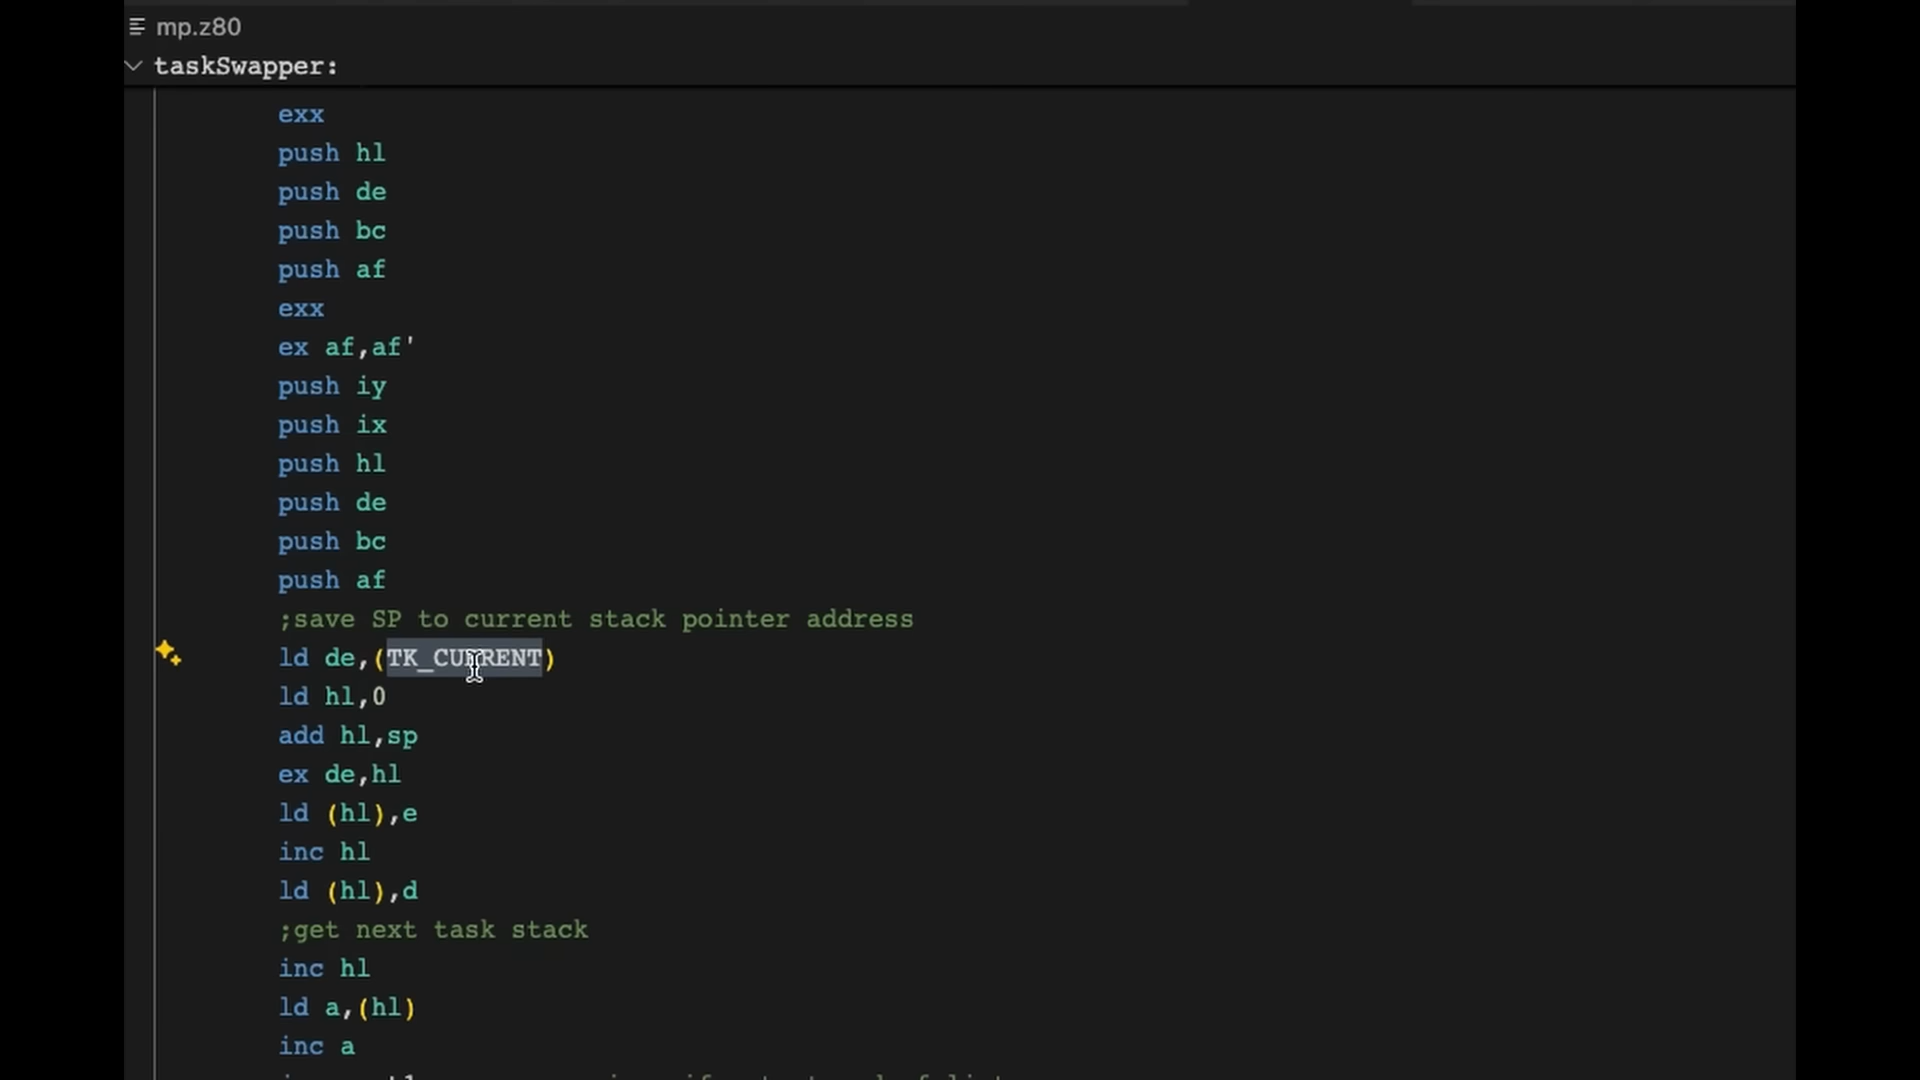 mp.z80
taskSwapper:
exx
push hl
push de
push bc
push af
exx
ex af,af'
push iy
push ix
push hl
push de
push bc
push af
;save SP to current stack pointer address
ld de,(TK_CURRENT)
ld hl,0
add hl,sp
ex de,hl
ld (hl),e
inc hl
ld (hl),d
;get next task stack
inc hl
ld a,(hl)
inc a